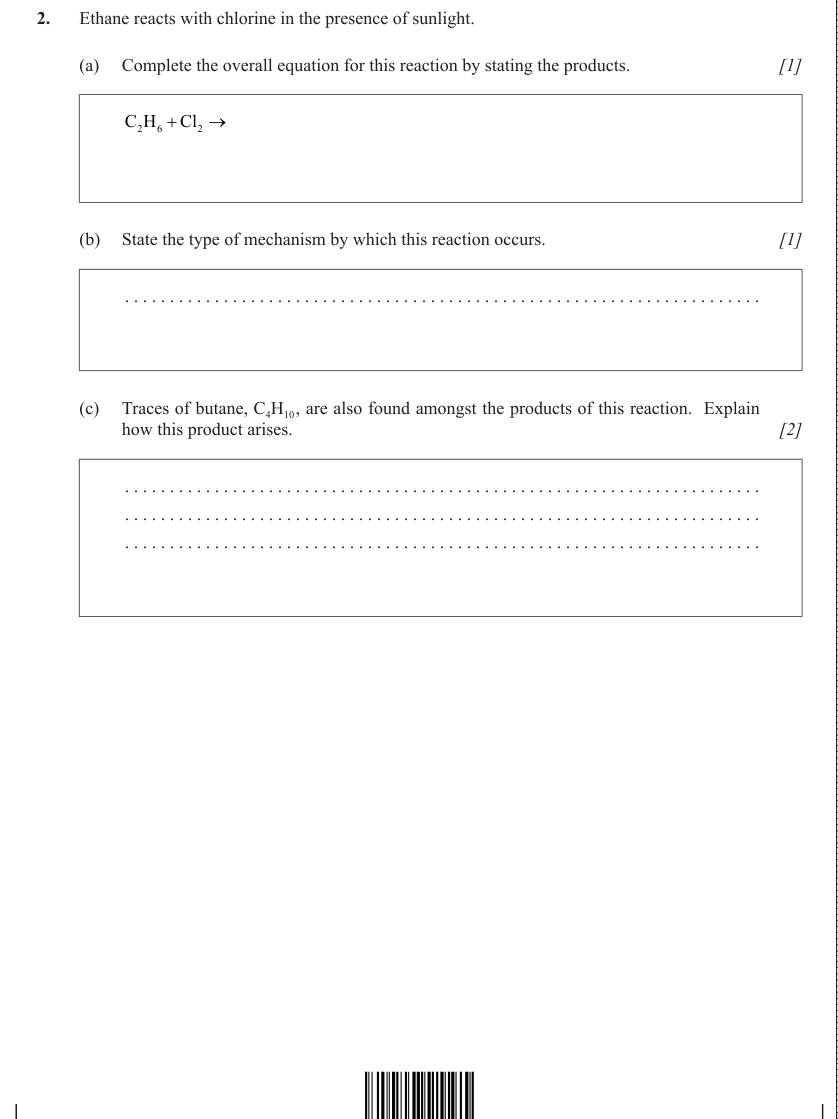 2. Ethane reacts with chlorine in the presence of sunlight.
(a) Complete the overall equation for this reaction by stating the products. [1]
C₂H₆ + Cl₂ →
(b) State the type of mechanism by which this reaction occurs. [1]
(c) Traces of butane, C₄H₁₀, are also found amongst the products of this reaction. Explain
how this product arises. [2]